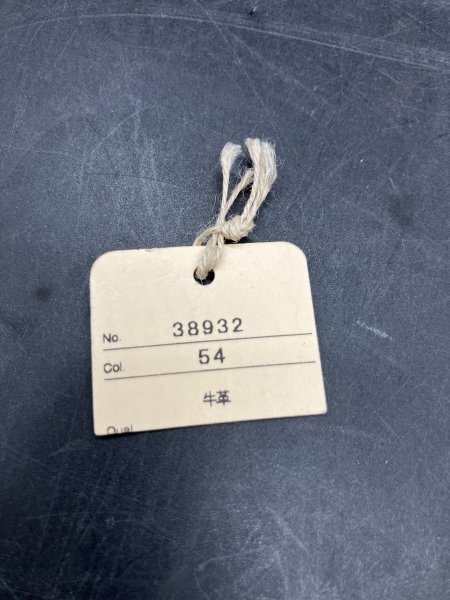 No. 38932
Col. 54
牛革
Qual.